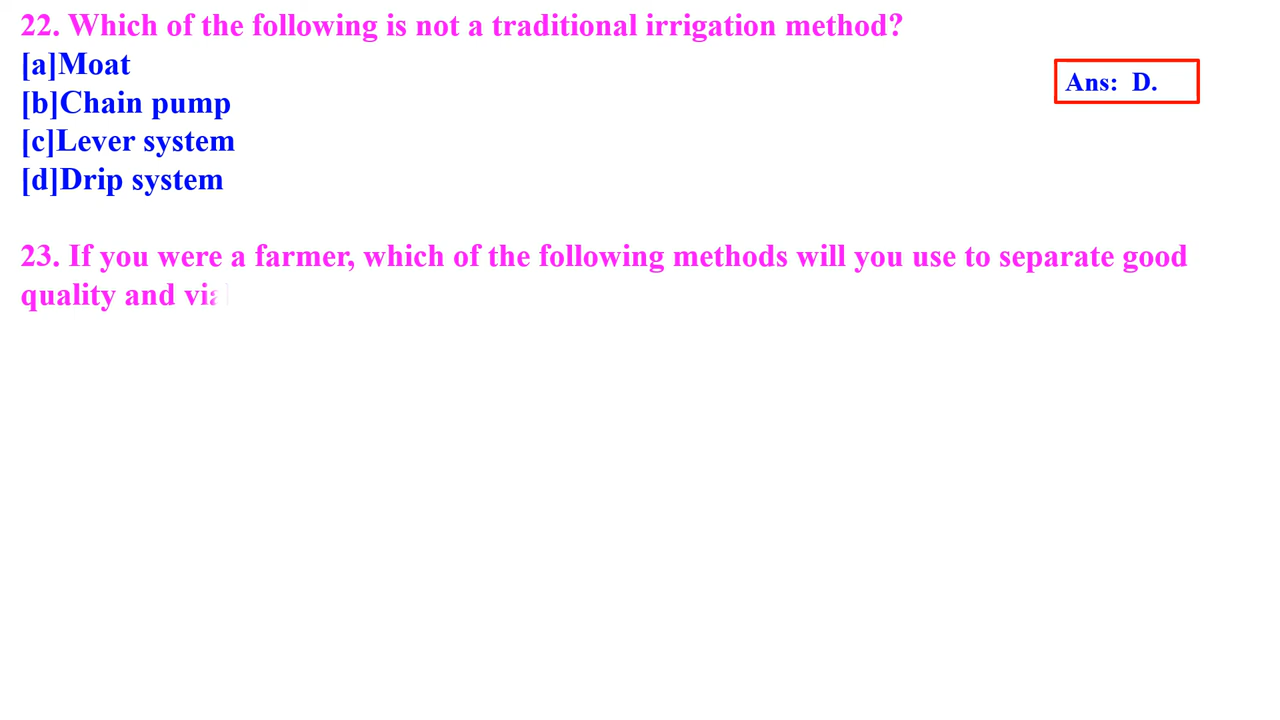 22. Which of the following is not a traditional irrigation method?
[a]Moat
[b]Chain pump
[c]Lever system
[d]Drip system
Ans: D.
23. If you were a farmer, which of the following methods will you use to separate good
quality and